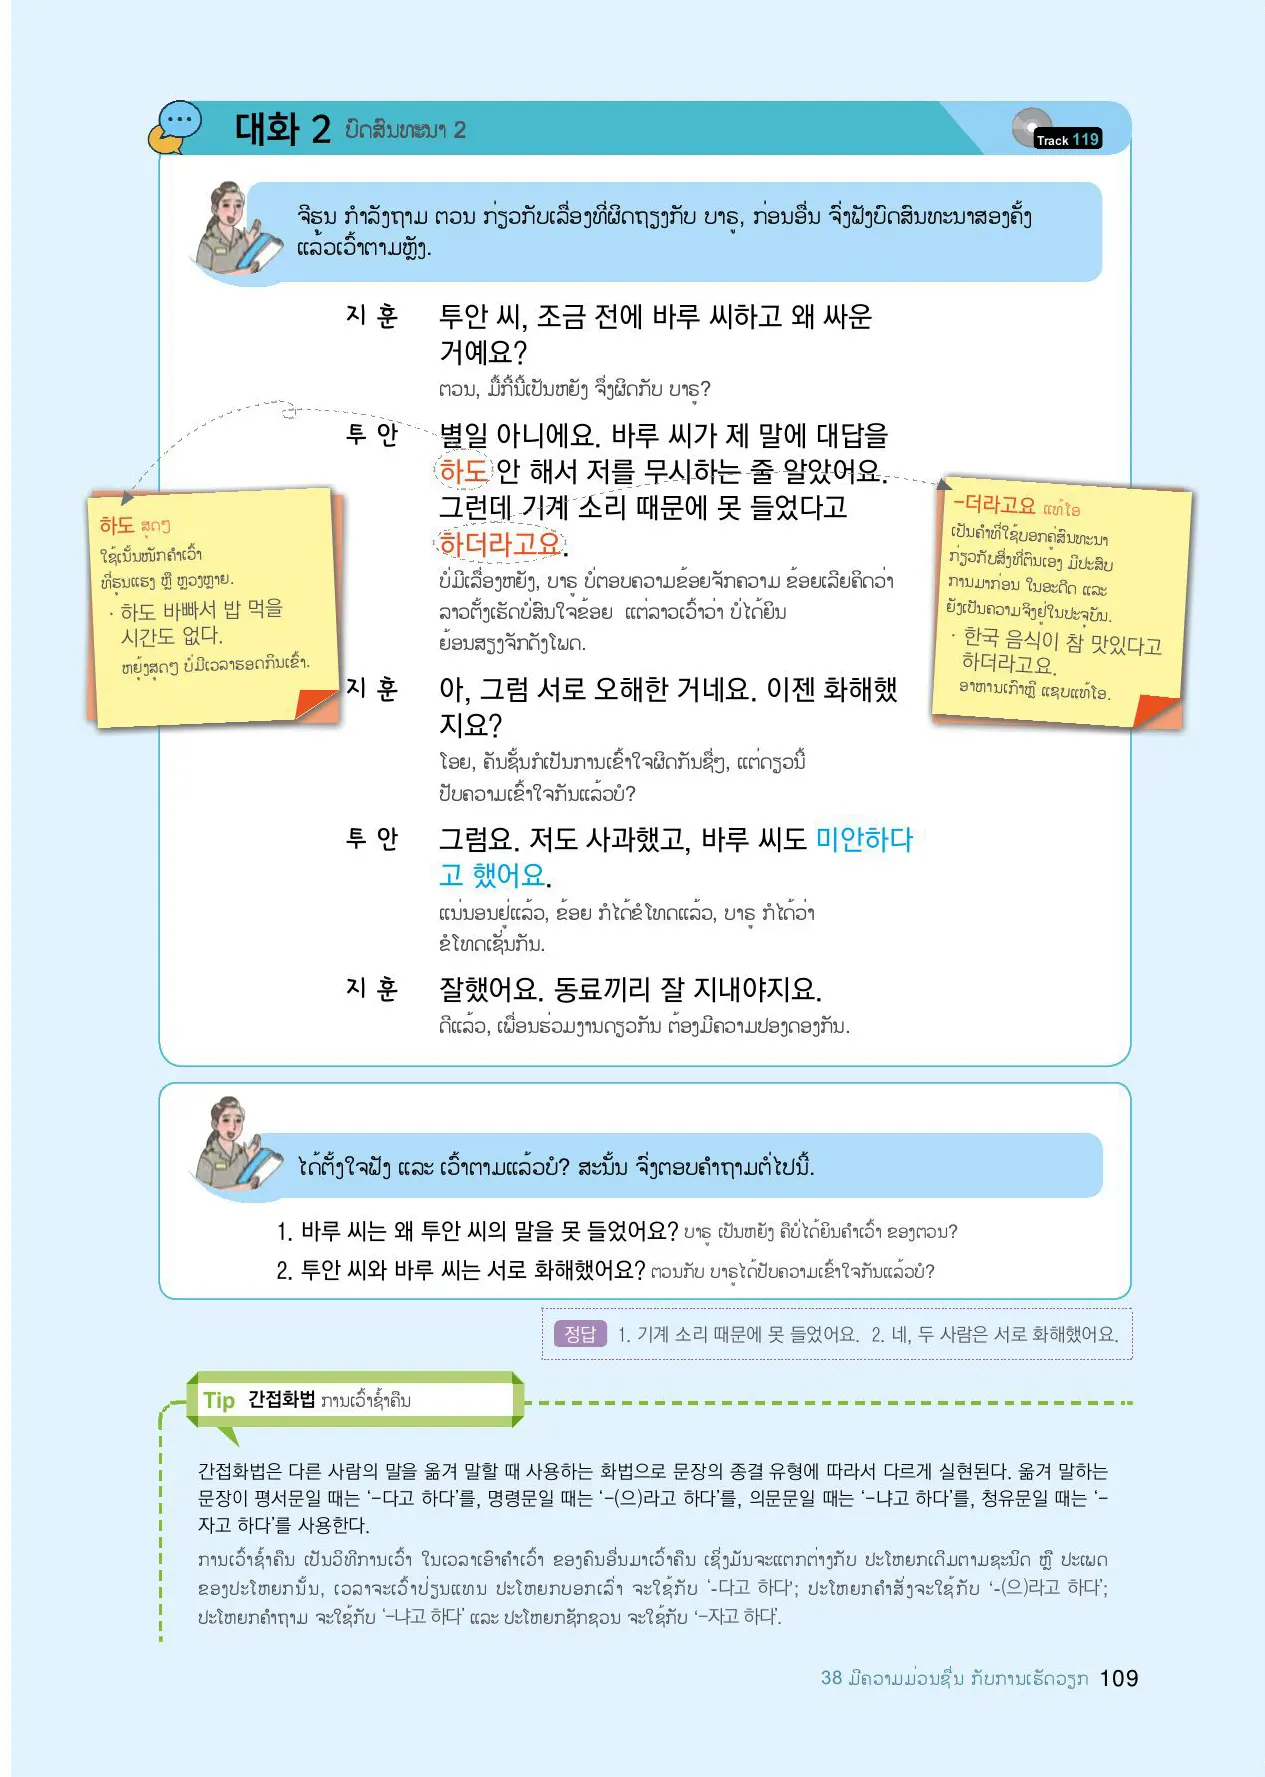 대화 2 ບົດສົນທະນາ 2
Track 119
ຈີຮຸນ ກຳລັງຖາມ ຕວນ ກ່ຽວກັບເລື່ອງທີ່ຜິດຖຽງກັບ ບາຣູ, ກ່ອນອື່ນ ຈົ່ງຟັງບົດສົນທະນາສອງຄັ້ງ
ແລ້ວເວົ້າຕາມຫຼັງ.
지 훈 투안 씨, 조금 전에 바루 씨하고 왜 싸운
거예요?
ຕວນ, ມື້ກີ້ນີ້ເປັນຫຍັງ ຈຶ່ງຜິດກັບ ບາຣູ?
투 안 별일 아니에요. 바루 씨가 제 말에 대답을
하도 안 해서 저를 무시하는 줄 알았어요.
그런데 기계 소리 때문에 못 들었다고
하더라고요.
ບໍ່ມີເລື່ອງຫຍັງ, ບາຣູ ບໍ່ຕອບຄວາມຂ້ອຍຈັກຄວາມ ຂ້ອຍເລີຍຄິດວ່າ
ລາວຕັ້ງເຮັດບໍ່ສົນໃຈຂ້ອຍ ແຕ່ລາວເວົ້າວ່າ ບໍ່ໄດ້ຍິນ
ຍ້ອນສຽງຈັກດັງໂພດ.
하도 ສຸດໆ
ໃຊ້ເນັ້ນໜັກຄຳເວົ້າ
ທີ່ຮຸນແຮງ ຫຼື ຫຼວງຫຼາຍ.
· 하도 바빠서 밥 먹을
시간도 없다.
ຫຍຸ້ງສຸດໆ ບໍ່ມີເວລາຮອດກິນເຂົ້າ.
-더라고요 ແທ້ໂອ
ເປັນຄຳທີ່ໃຊ້ບອກຄູ່ສົນທະນາ
ກ່ຽວກັບສິ່ງທີ່ຕົນເອງ ມີປະສົບ
ການມາກ່ອນ ໃນອະດີດ ແລະ
ຍັງເປັນຄວາມຈິງຢູ່ໃນປະຈຸບັນ.
· 한국 음식이 참 맛있다고
하더라고요.
ອາຫານເກົາຫຼີ ແຊບແທ້ໂອ.
지 훈 아, 그럼 서로 오해한 거네요. 이젠 화해했
지요?
ໂອຍ, ຄັນຊັ້ນກໍເປັນການເຂົ້າໃຈຜິດກັນຊື່ໆ, ແຕ່ດຽວນີ້
ປັບຄວາມເຂົ້າໃຈກັນແລ້ວບໍ?
투 안 그럼요. 저도 사과했고, 바루 씨도 미안하다
고 했어요.
ແນ່ນອນຢູ່ແລ້ວ, ຂ້ອຍ ກໍໄດ້ຂໍໂທດແລ້ວ, ບາຣູ ກໍໄດ້ວ່າ
ຂໍໂທດເຊັ່ນກັນ.
지 훈 잘했어요. 동료끼리 잘 지내야지요.
ດີແລ້ວ, ເພື່ອນຮ່ວມງານດຽວກັນ ຕ້ອງມີຄວາມປອງດອງກັນ.
ໄດ້ຕັ້ງໃຈຟັງ ແລະ ເວົ້າຕາມແລ້ວບໍ? ສະນັ້ນ ຈົ່ງຕອບຄຳຖາມຕໍ່ໄປນີ້.
1. 바루 씨는 왜 투안 씨의 말을 못 들었어요? ບາຣູ ເປັນຫຍັງ ຄືບໍ່ໄດ້ຍິນຄຳເວົ້າ ຂອງຕວນ?
2. 투안 씨와 바루 씨는 서로 화해했어요? ຕວນກັບ ບາຣູໄດ້ປັບຄວາມເຂົ້າໃຈກັນແລ້ວບໍ?
정답 1. 기계 소리 때문에 못 들었어요. 2. 네, 두 사람은 서로 화해했어요.
Tip 간접화법 ການເວົ້າຊ້ຳຄືນ
간접화법은 다른 사람의 말을 옮겨 말할 때 사용하는 화법으로 문장의 종결 유형에 따라서 다르게 실현된다. 옮겨 말하는
문장이 평서문일 때는 ‘-다고 하다’를, 명령문일 때는 ‘-(으)라고 하다’를, 의문문일 때는 ‘-냐고 하다’를, 청유문일 때는 ‘-
자고 하다’를 사용한다.
ການເວົ້າຊ້ຳຄືນ ເປັນວິທີການເວົ້າ ໃນເວລາເອົາຄຳເວົ້າ ຂອງຄົນອື່ນມາເວົ້າຄືນ ເຊິ່ງມັນຈະແຕກຕ່າງກັບ ປະໂຫຍກເດີມຕາມຊະນິດ ຫຼື ປະເພດ
ຂອງປະໂຫຍກນັ້ນ, ເວລາຈະເວົ້າປ່ຽນແທນ ປະໂຫຍກບອກເລົ່າ ຈະໃຊ້ກັບ ‘-다고 하다’; ປະໂຫຍກຄຳສັ່ງຈະໃຊ້ກັບ ‘-(으)라고 하다’;
ປະໂຫຍກຄຳຖາມ ຈະໃຊ້ກັບ ‘-냐고 하다’ ແລະ ປະໂຫຍກຊັກຊວນ ຈະໃຊ້ກັບ ‘-자고 하다’.
38 ມີຄວາມມ່ວນຊື່ນ ກັບການເຮັດວຽກ 109